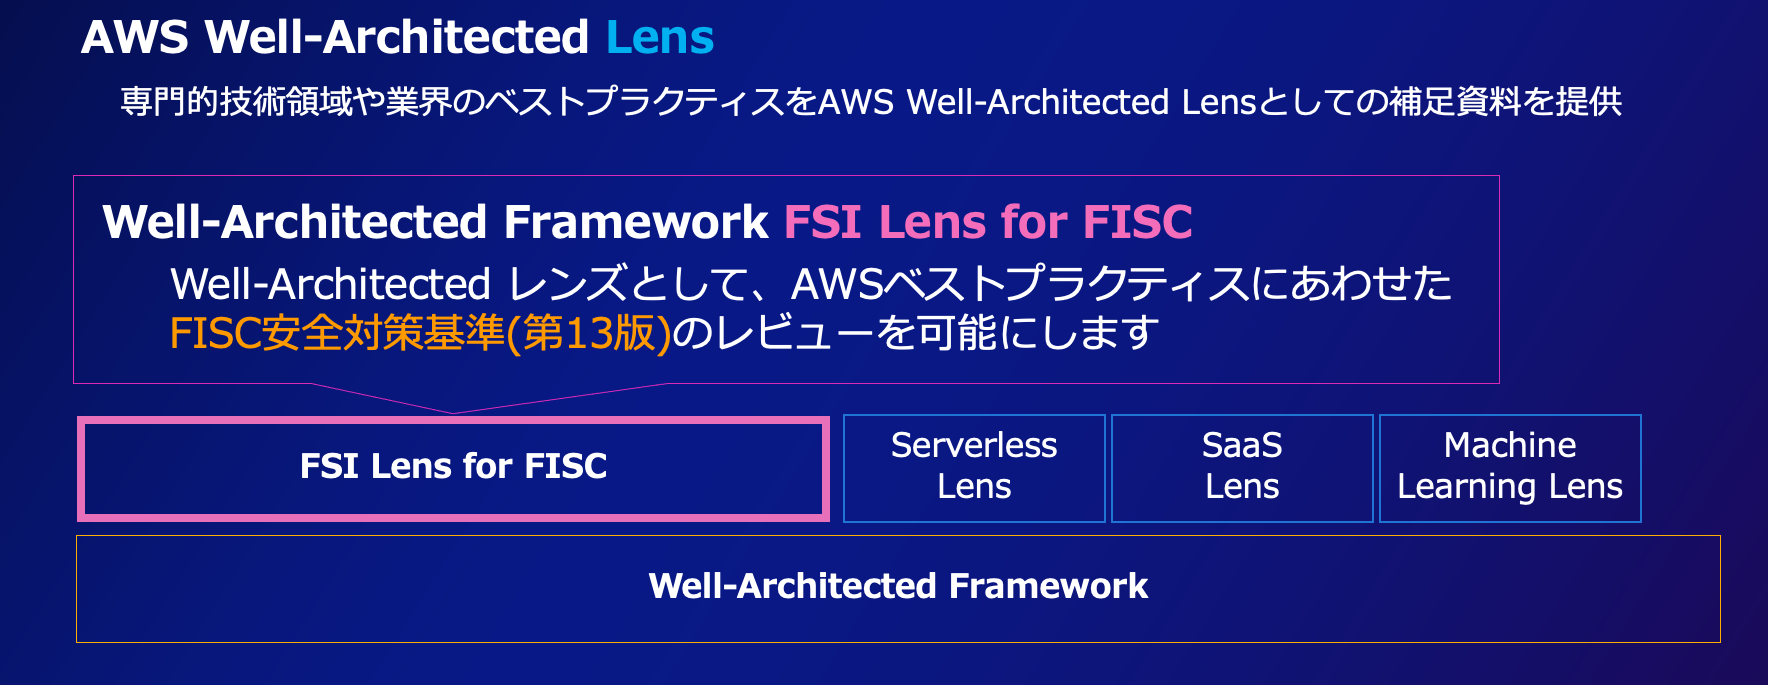 AWS Well-Architected Lens
専門的技術領域や業界のベストプラクティスをAWS Well-Architected Lensとしての補足資料を提供
Well-Architected Framework FSI Lens for FISC
Well-Architected レンズとして、AWSベストプラクティスにあわせた
FISC安全対策基準(第13版)のレビューを可能にします
FSI Lens for FISC
Serverless
Lens
SaaS
Lens
Machine
Learning Lens
Well-Architected Framework